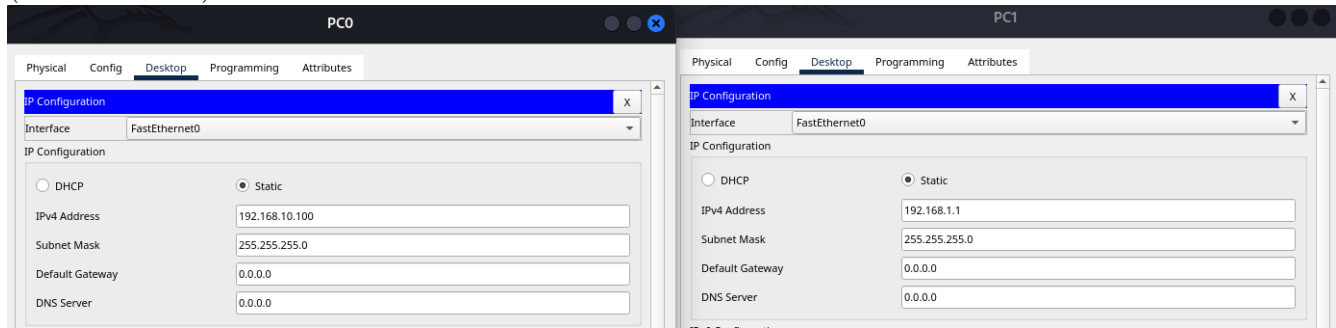 PC0
Physical Config Desktop Programming Attributes
IP Configuration X
Interface FastEthernet0
IP Configuration
DHCP Static
IPv4 Address 192.168.10.100
Subnet Mask 255.255.255.0
Default Gateway 0.0.0.0
DNS Server 0.0.0.0
PC1
Physical Config Desktop Programming Attributes
IP Configuration X
Interface FastEthernet0
IP Configuration
DHCP Static
IPv4 Address 192.168.1.1
Subnet Mask 255.255.255.0
Default Gateway 0.0.0.0
DNS Server 0.0.0.0